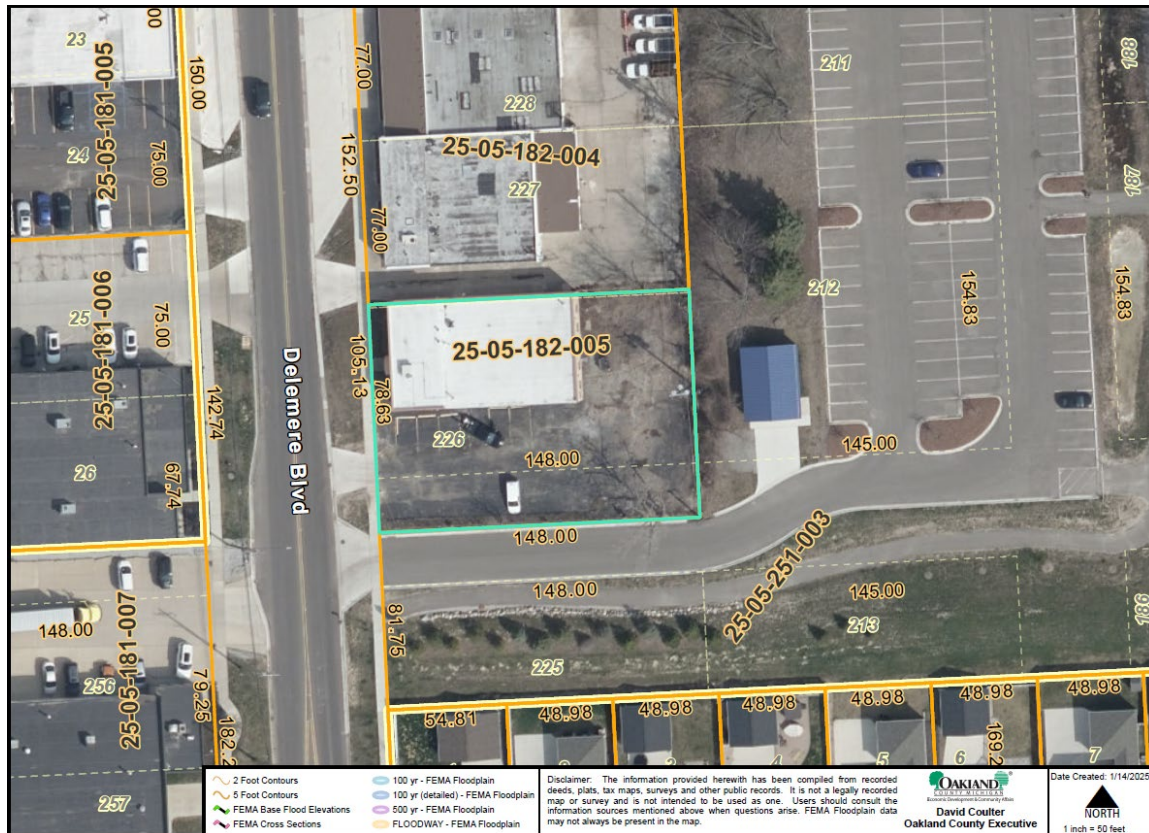 23
25-05-181-005
150.00
24
75.00
25-05-181-006
25
75.00
142.74
26
67.74
148.00
25-05-181-007
256
79.25
257
Delemere Blvd
77.00
228
152.50
25-05-182-004
227
77.00
105.13
78.63
25-05-182-005
226
148.00
148.00
211
212
154.83
154.83
188
187
145.00
148.00
25-05-251-003
145.00
81.75
225
213
186
54.81
48.98
48.98
48.98
48.98
48.98
48.98
5
6
7
2 Foot Contours
5 Foot Contours
FEMA Base Flood Elevations
FEMA Cross Sections
100 yr - FEMA Floodplain
100 yr (detailed) - FEMA Floodplain
500 yr - FEMA Floodplain
FLOODWAY - FEMA Floodplain
Disclaimer: The information provided herewith has been compiled from recorded
deeds, plats, tax maps, surveys and other public records. It is not a legally recorded
map or survey and is not intended to be used as one. Users should consult the
information sources mentioned above when questions arise. FEMA Floodplain data
may not always be present in the map.
OAKLAND
COUNTY MICHIGAN
Economic Development & Community Affairs
David Coulter
Oakland County Executive
Date Created: 1/14/2025
NORTH
1 inch = 50 feet